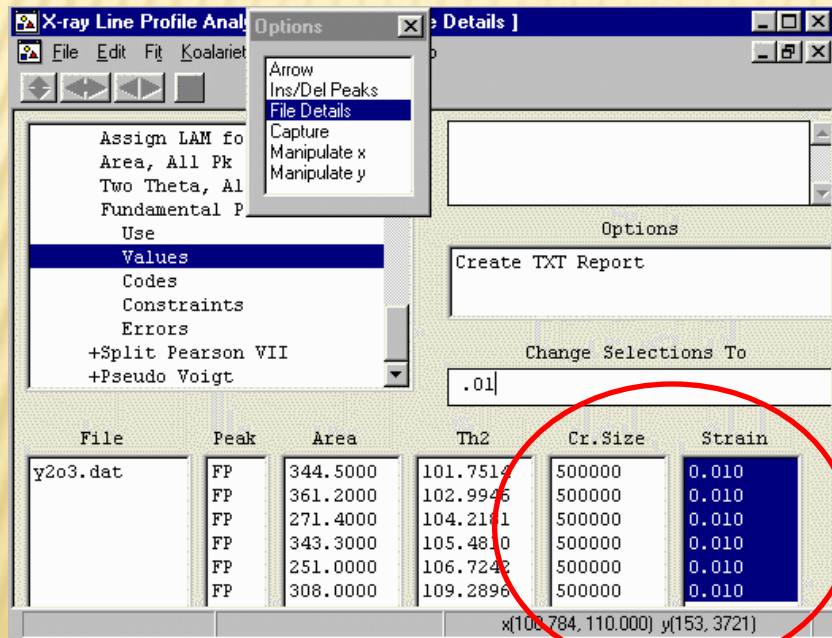 X-ray Line Profile Analy
e Details ]
File Edit Fit Koalariet
p
Options
Arrow
Ins/Del Peaks
File Details
Capture
Manipulate x
Manipulate y
Assign LAM fo
Area, All Pk
Two Theta, Al
Fundamental P
Use
Values
Codes
Constraints
Errors
+Split Pearson VII
+Pseudo Voigt
Options
Create TXT Report
Change Selections To
.01
File Peak Area Th2 Cr.Size Strain
y2o3.dat FP 344.5000 101.7514 500000 0.010
FP 361.2000 102.9946 500000 0.010
FP 271.4000 104.2181 500000 0.010
FP 343.3000 105.4810 500000 0.010
FP 251.0000 106.7242 500000 0.010
FP 308.0000 109.2896 500000 0.010
x(100.784, 110.000) y(153, 3721)